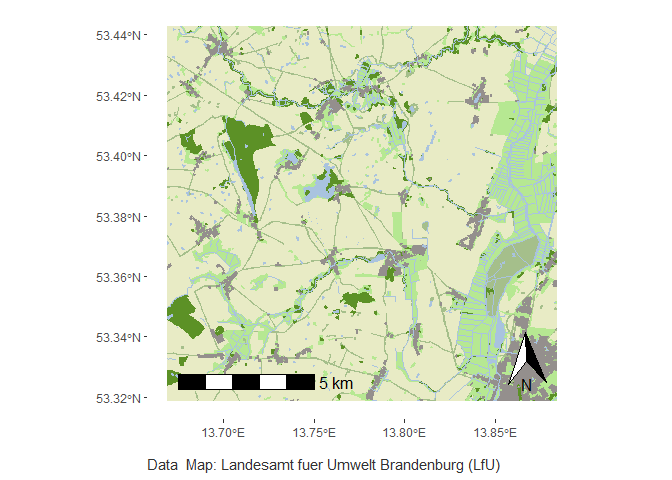 53.44°N
53.42°N
53.40°N
53.38°N
53.36°N
53.34°N
53.32°N
5 km
N
13.70°E
13.75°E
13.80°E
13.85°E
Data  Map: Landesamt fuer Umwelt Brandenburg (LfU)